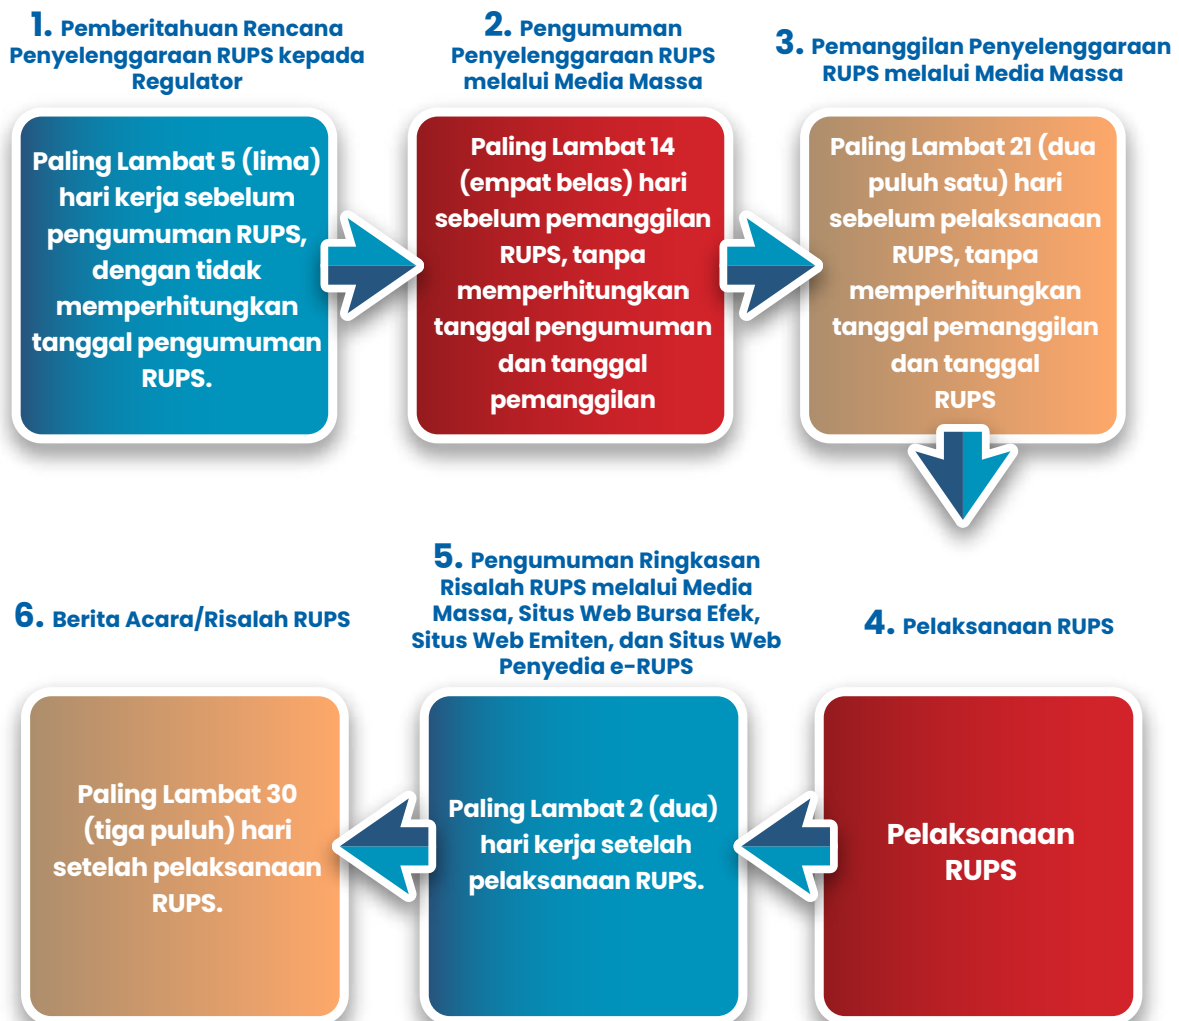 1. Pemberitahuan Rencana
Penyelenggaraan RUPS kepada
Regulator
Paling Lambat 5 (lima)
hari kerja sebelum
pengumuman RUPS,
dengan tidak
memperhitungkan
tanggal pengumuman
RUPS.
2. Pengumuman
Penyelenggaraan RUPS
melalui Media Massa
Paling Lambat 14
(empat belas) hari
sebelum pemanggilan
RUPS, tanpa
memperhitungkan
tanggal pengumuman
dan tanggal
pemanggilan
3. Pemanggilan Penyelenggaraan
RUPS melalui Media Massa
Paling Lambat 21 (dua
puluh satu) hari
sebelum pelaksanaan
RUPS, tanpa
memperhitungkan
tanggal pemanggilan
dan tanggal
RUPS
4. Pelaksanaan RUPS
Pelaksanaan
RUPS
5. Pengumuman Ringkasan
Risalah RUPS melalui Media
Massa, Situs Web Bursa Efek,
Situs Web Emiten, dan Situs Web
Penyedia e-RUPS
Paling Lambat 2 (dua)
hari kerja setelah
pelaksanaan RUPS.
6. Berita Acara/Risalah RUPS
Paling Lambat 30
(tiga puluh) hari
setelah pelaksanaan
RUPS.